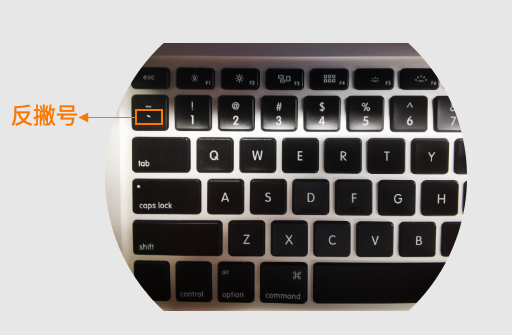 esc F1 F2 F3 F4 F5 F6
~ ! @ # $ % ^
反撇号
` 1 2 3 4 5 6 7
tab Q W E R T Y
caps lock A S D F G H
shift Z X C V B
alt ⌘
control option command